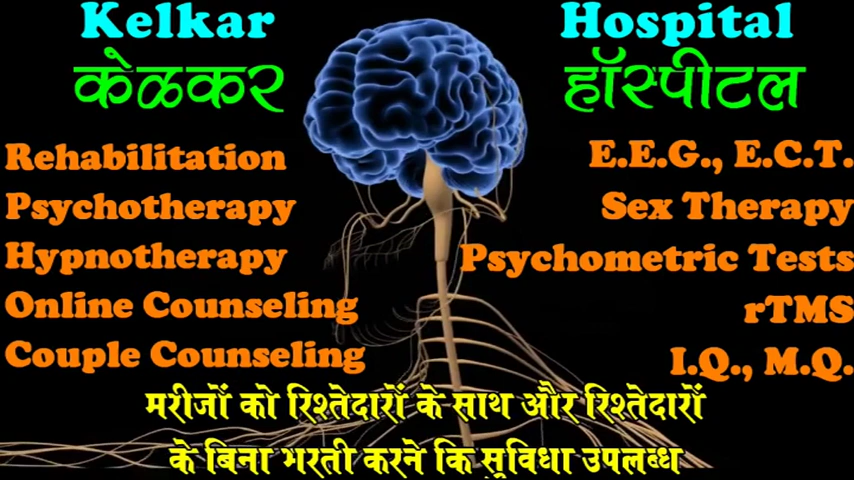 Kelkar Hospital
केळकर हॉस्पीटल
Rehabilitation
Psychotherapy
Hypnotherapy
Online Counseling
Couple Counseling
E.E.G., E.C.T.
Sex Therapy
Psychometric Tests
rTMS
I.Q., M.Q.
मरीजों को रिश्तेदारों के साथ और रिश्तेदारों
के बिना भरती करने कि सुविधा उपलब्ध